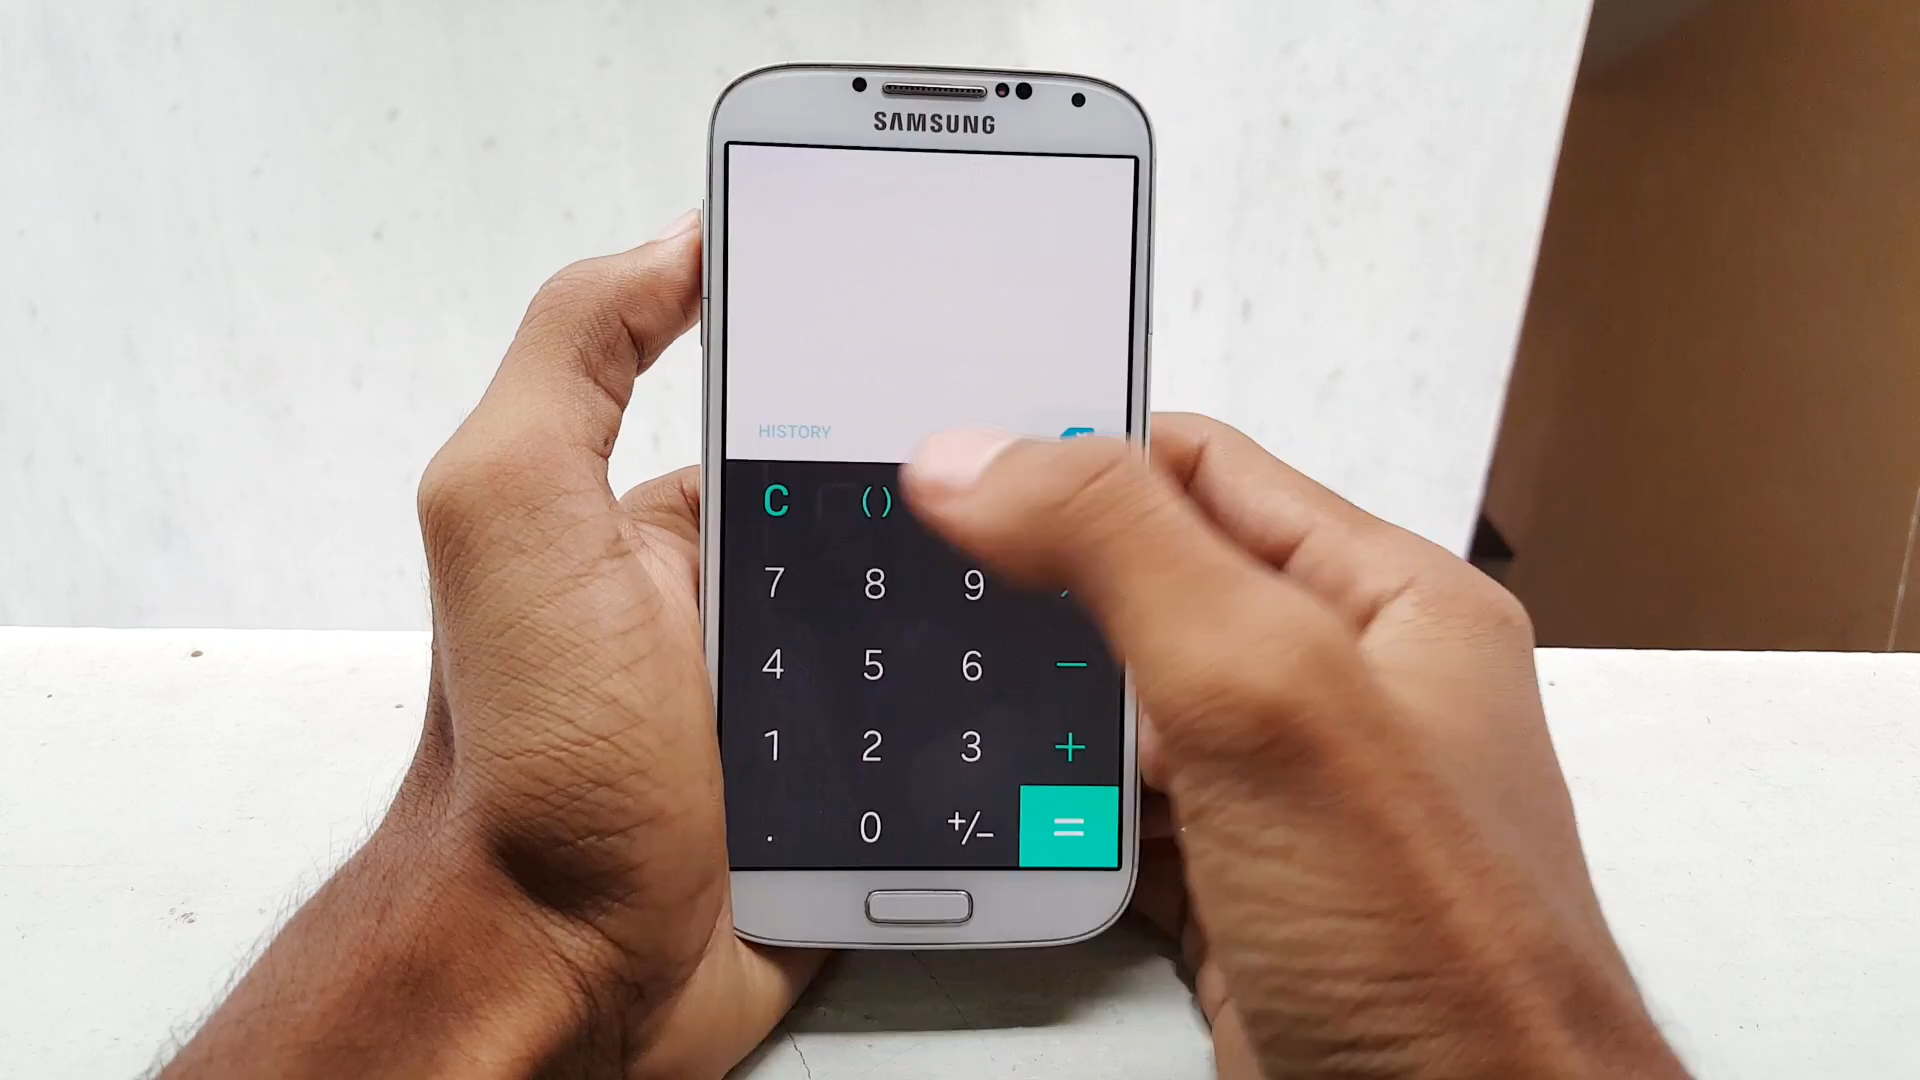 SAMSUNG
HISTORY
C ()
7 8 9
4 5 6 −
1 2 3 +
. 0 +/− =